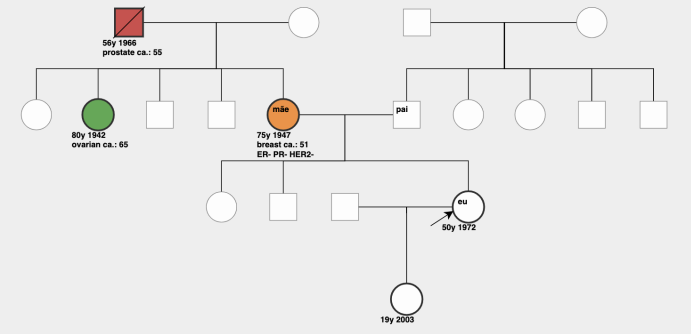 56y 1966
prostate ca.: 55
mãe
pai
80y 1942
ovarian ca.: 65
75y 1947
breast ca.: 51
ER- PR- HER2-
eu
50y 1972
19y 2003